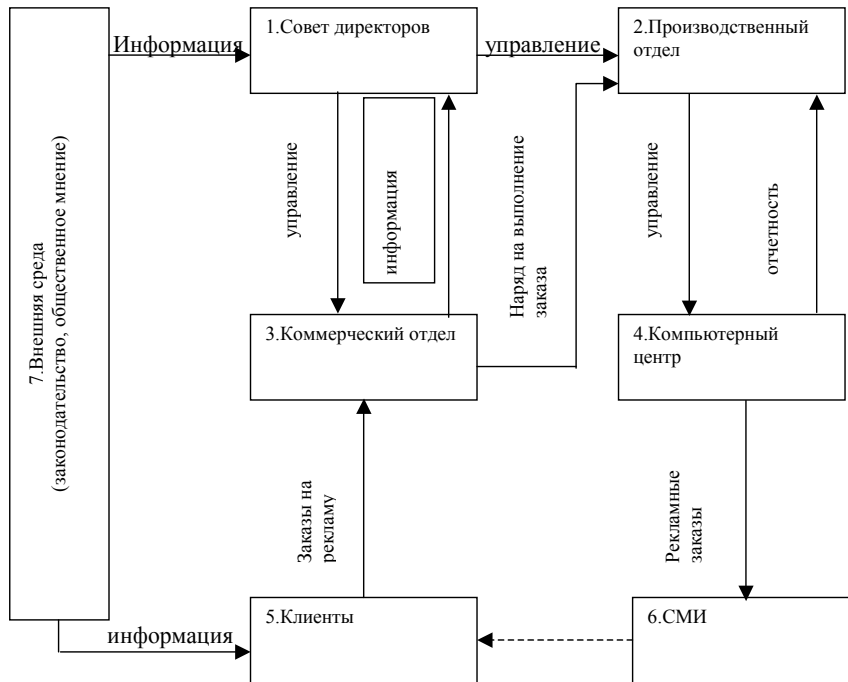 Информация
1.Совет директоров
управление
2.Производственный
отдел
7.Внешняя среда
(законодательство, общественное мнение)
управление
информация
Наряд на выполнение
заказа
управление
отчетность
3.Коммерческий отдел
4.Компьютерный
центр
Заказы на
рекламу
Рекламные
заказы
информация
5.Клиенты
6.СМИ